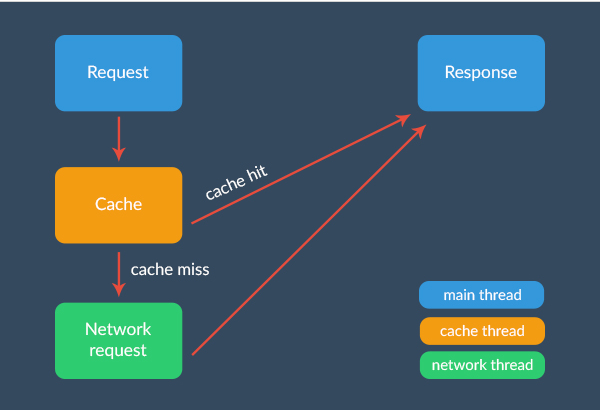 Request
Response
cache hit
Cache
cache miss
Network
request
main thread
cache thread
network thread